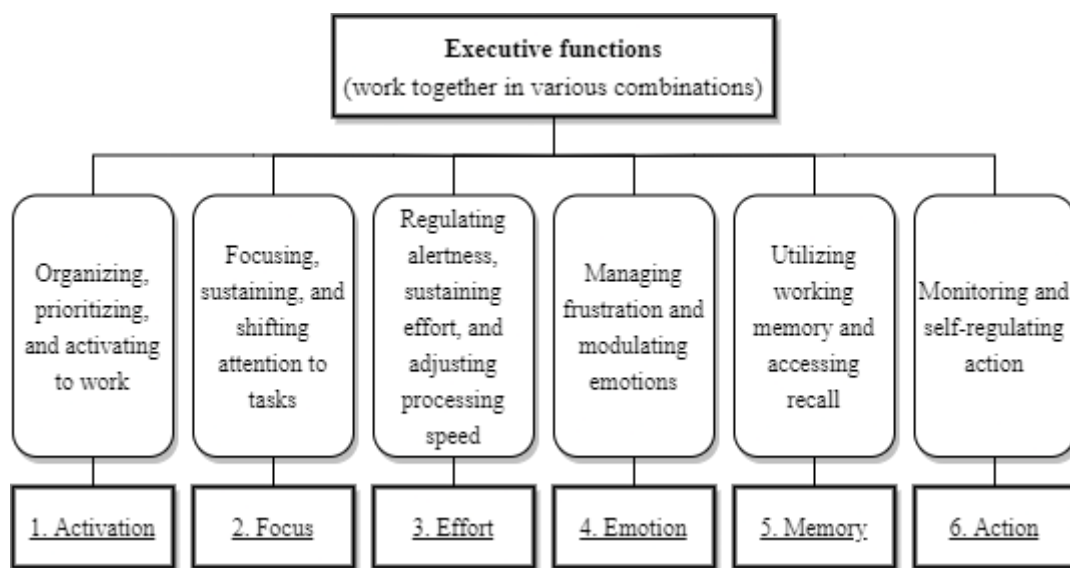 Executive functions
(work together in various combinations)
Organizing,
prioritizing,
and activating
to work
Focusing,
sustaining, and
shifting
attention to
tasks
Regulating
alertness,
sustaining
effort, and
adjusting
processing
speed
Managing
frustration and
modulating
emotions
Utilizing
working
memory and
accessing
recall
Monitoring and
self-regulating
action
1. Activation
2. Focus
3. Effort
4. Emotion
5. Memory
6. Action